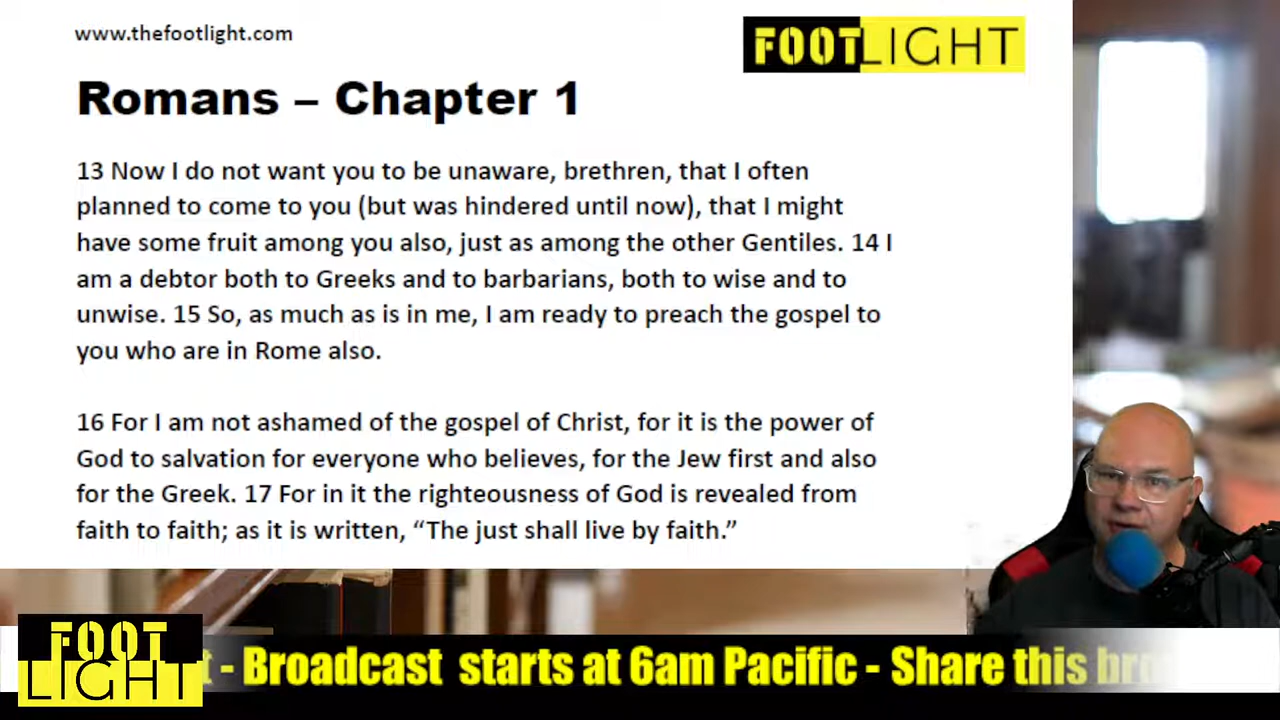 www.thefootlight.com
FOOTLIGHT
Romans – Chapter 1
13 Now I do not want you to be unaware, brethren, that I often
planned to come to you (but was hindered until now), that I might
have some fruit among you also, just as among the other Gentiles. 14 I
am a debtor both to Greeks and to barbarians, both to wise and to
unwise. 15 So, as much as is in me, I am ready to preach the gospel to
you who are in Rome also.
16 For I am not ashamed of the gospel of Christ, for it is the power of
God to salvation for everyone who believes, for the Jew first and also
for the Greek. 17 For in it the righteousness of God is revealed from
faith to faith; as it is written, “The just shall live by faith.”
FOOT
LIGHT
- Broadcast starts at 6am Pacific - Share this